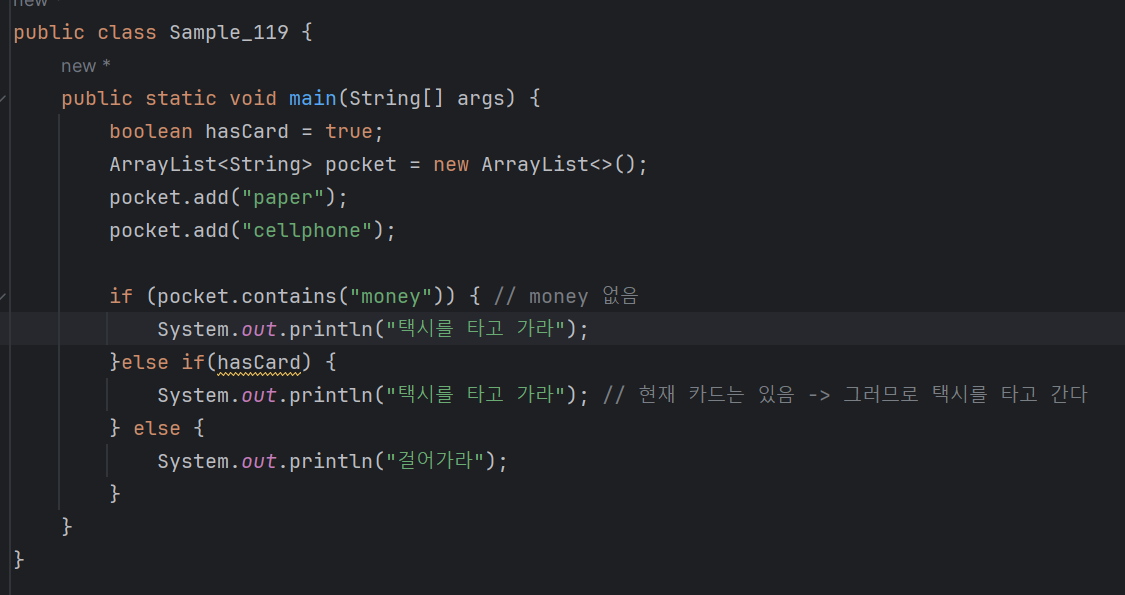 new *
public class Sample_119 {
new *
public static void main(String[] args) {
boolean hasCard = true;
ArrayList<String> pocket = new ArrayList<>();
pocket.add("paper");
pocket.add("cellphone");
if (pocket.contains("money")) { // money 없음
System.out.println("택시를 타고 가라");
}else if(hasCard) {
System.out.println("택시를 타고 가라"); // 현재 카드는 있음 -> 그러므로 택시를 타고 간다
} else {
System.out.println("걸어가라");
}
}
}